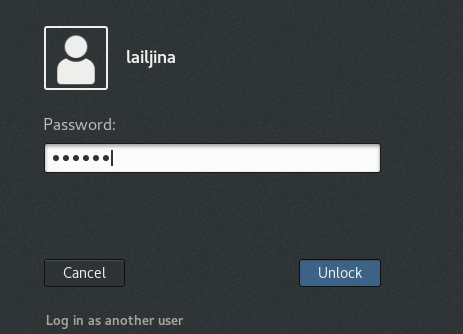 lailjina
Password:
••••••
Cancel
Unlock
Log in as another user